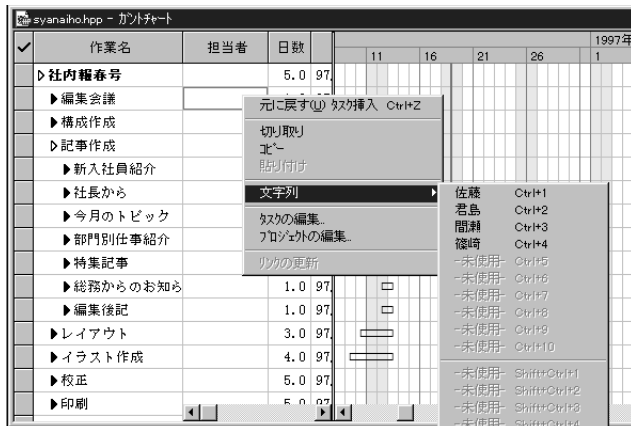 syanaiho.hpp - ガントチャート
作業名 担当者 日数
1997年
11 16 21 26 1
社内報春号 5.0 97.
編集会議
構成作成
記事作成
新入社員紹介
社長から
今月のトピック
部門別仕事紹介
特集記事
総務からのお知ら 1.0 97.
編集後記 1.0 97.
レイアウト 3.0 97.
イラスト作成 4.0 97.
校正 5.0 97.
印刷 5.0 97.
元に戻す(U) タスク挿入 Ctrl+Z
切り取り
コピー
貼り付け
文字列
タスクの編集...
プロジェクトの編集...
リンクの更新
佐藤 Ctrl+1
君島 Ctrl+2
間瀬 Ctrl+3
篠崎 Ctrl+4
-未使用- Ctrl+5
-未使用- Ctrl+6
-未使用- Ctrl+7
-未使用- Ctrl+8
-未使用- Ctrl+9
-未使用- Ctrl+10
-未使用- Shift+Ctrl+1
-未使用- Shift+Ctrl+2
-未使用- Shift+Ctrl+3
-未使用- Shift+Ctrl+4